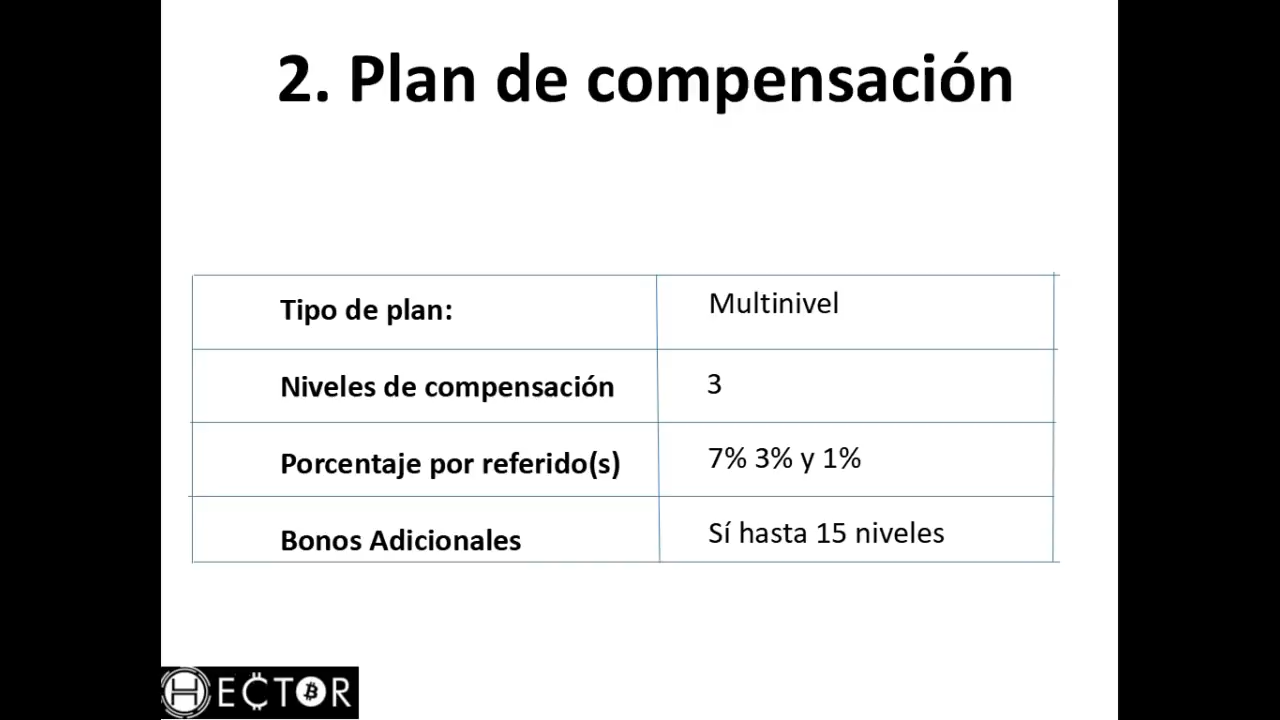 2. Plan de compensación
Tipo de plan: Multinivel
Niveles de compensación 3
Porcentaje por referido(s) 7% 3% y 1%
Bonos Adicionales Sí hasta 15 niveles
HECTOR